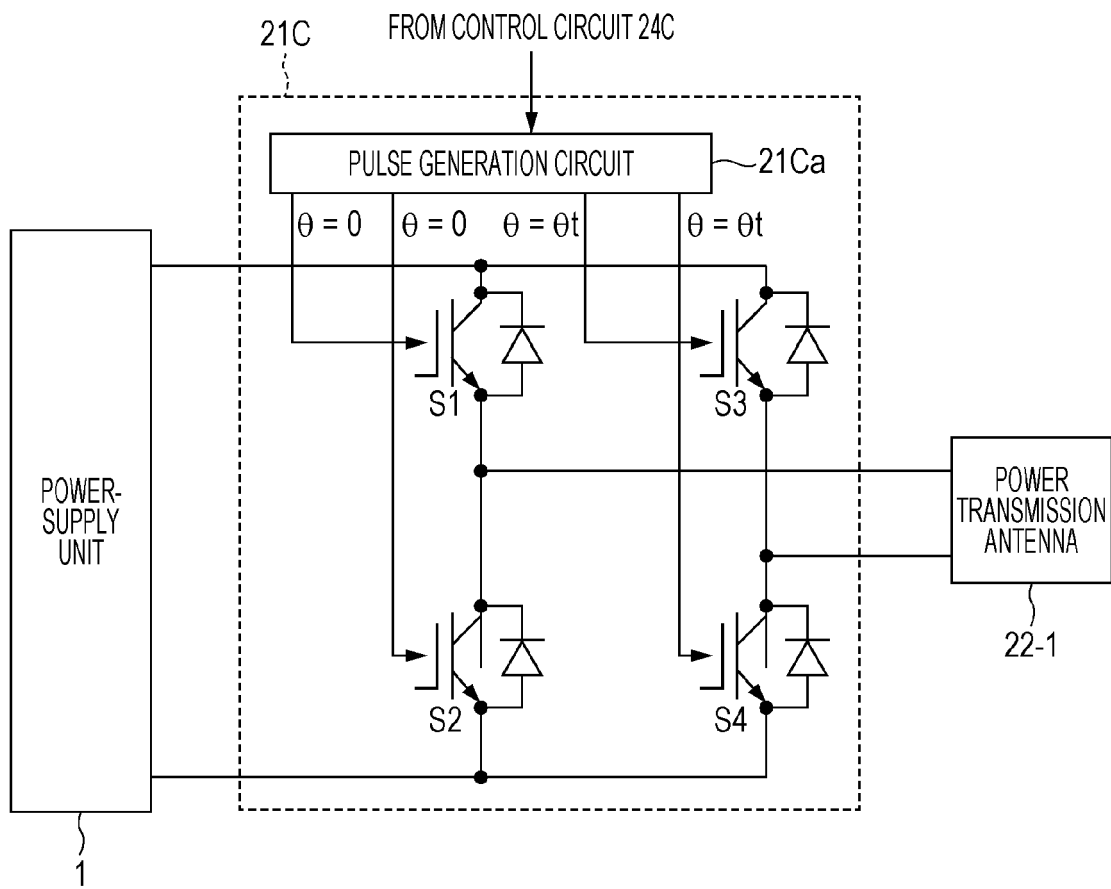 21C
FROM CONTROL CIRCUIT 24C
PULSE GENERATION CIRCUIT
21Ca
θ = 0
θ = 0
θ = θt
θ = θt
S1
S3
POWER-
SUPPLY
UNIT
POWER
TRANSMISSION
ANTENNA
S2
S4
22-1
1